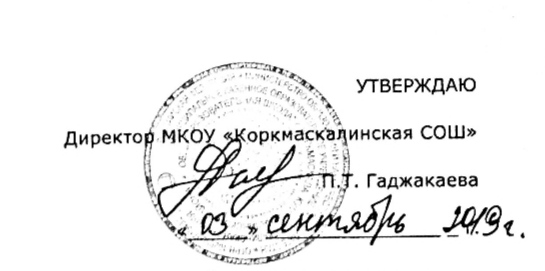 УТВЕРЖДАЮ
Директор МКОУ «Коркмаскалинская СОШ»
П.Т. Гаджакаева
«03» сентябрь 2019г.